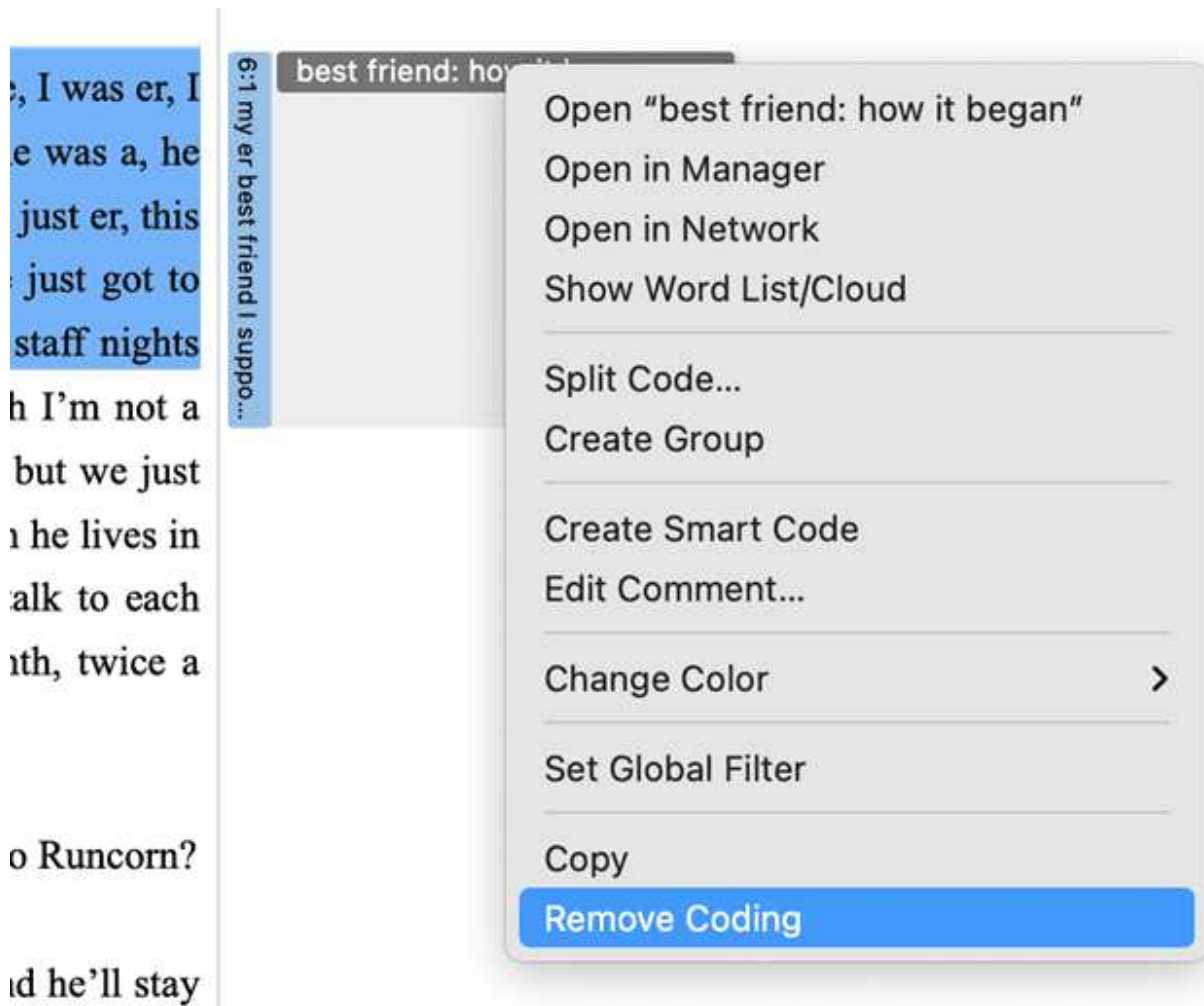 , I was er, I
e was a, he
just er, this
just got to
staff nights
h I'm not a
but we just
he lives in
alk to each
nth, twice a
o Runcorn?
nd he'll stay
6:1 my er best friend I suppo...
best friend: how
Open “best friend: how it began”
Open in Manager
Open in Network
Show Word List/Cloud
Split Code...
Create Group
Create Smart Code
Edit Comment...
Change Color
Set Global Filter
Copy
Remove Coding